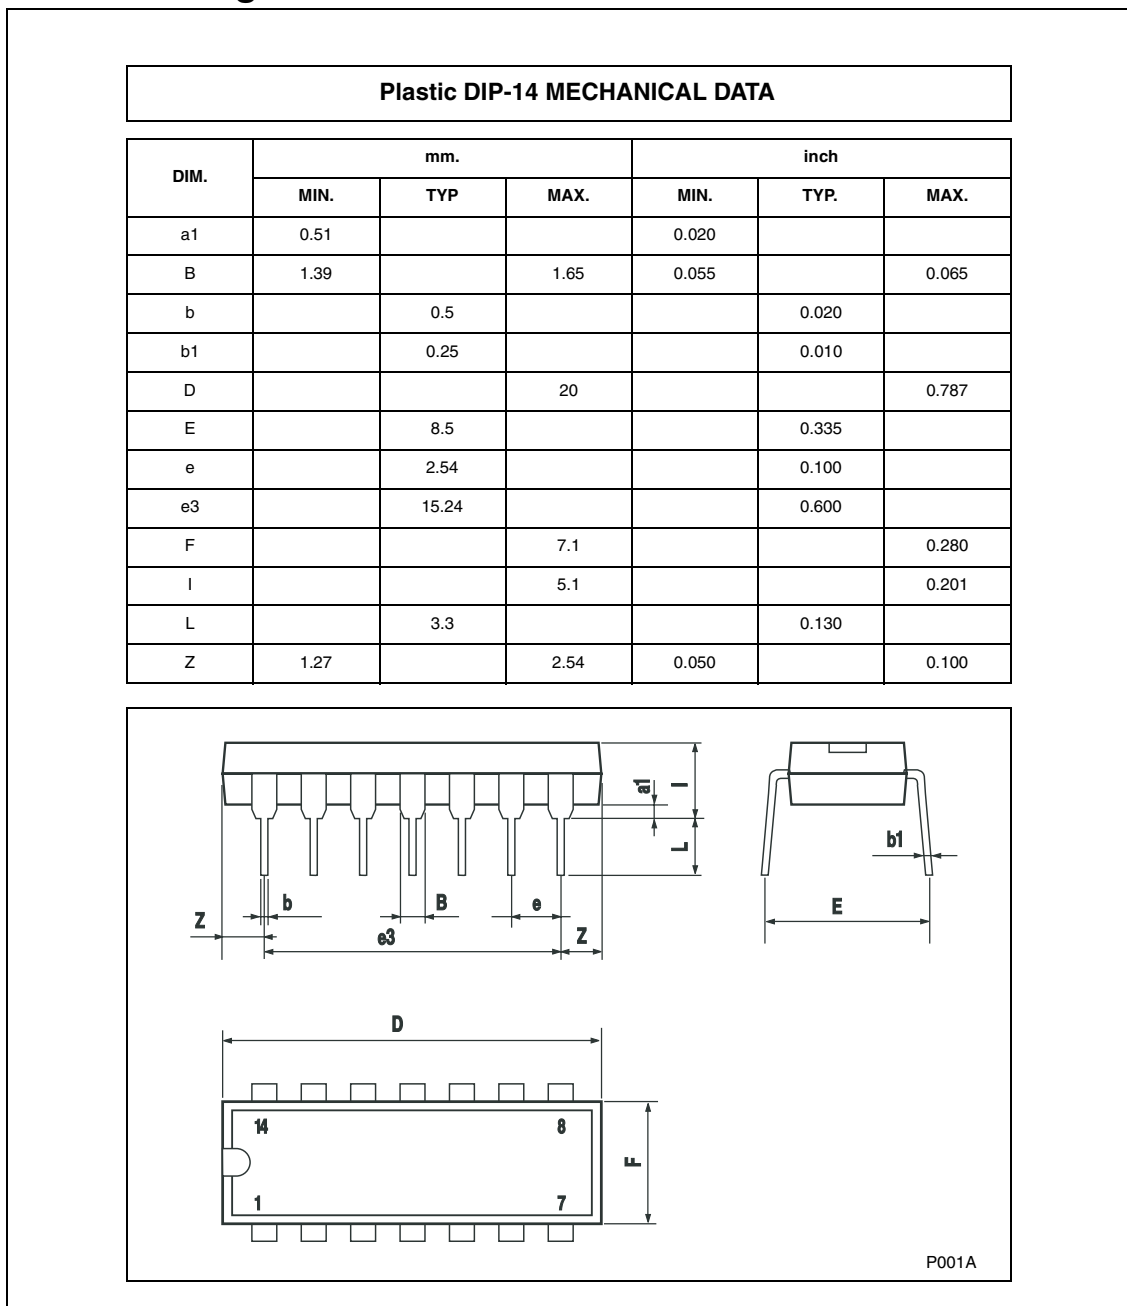 Plastic DIP-14 MECHANICAL DATA
DIM. mm. inch
MIN. TYP MAX. MIN. TYP. MAX.
a1 0.51 0.020
B 1.39 1.65 0.055 0.065
b 0.5 0.020
b1 0.25 0.010
D 20 0.787
E 8.5 0.335
e 2.54 0.100
e3 15.24 0.600
F 7.1 0.280
I 5.1 0.201
L 3.3 0.130
Z 1.27 2.54 0.050 0.100
a1 I
L b1
Z b B e E
e3 Z
D
14 8
F
1 7
P001A